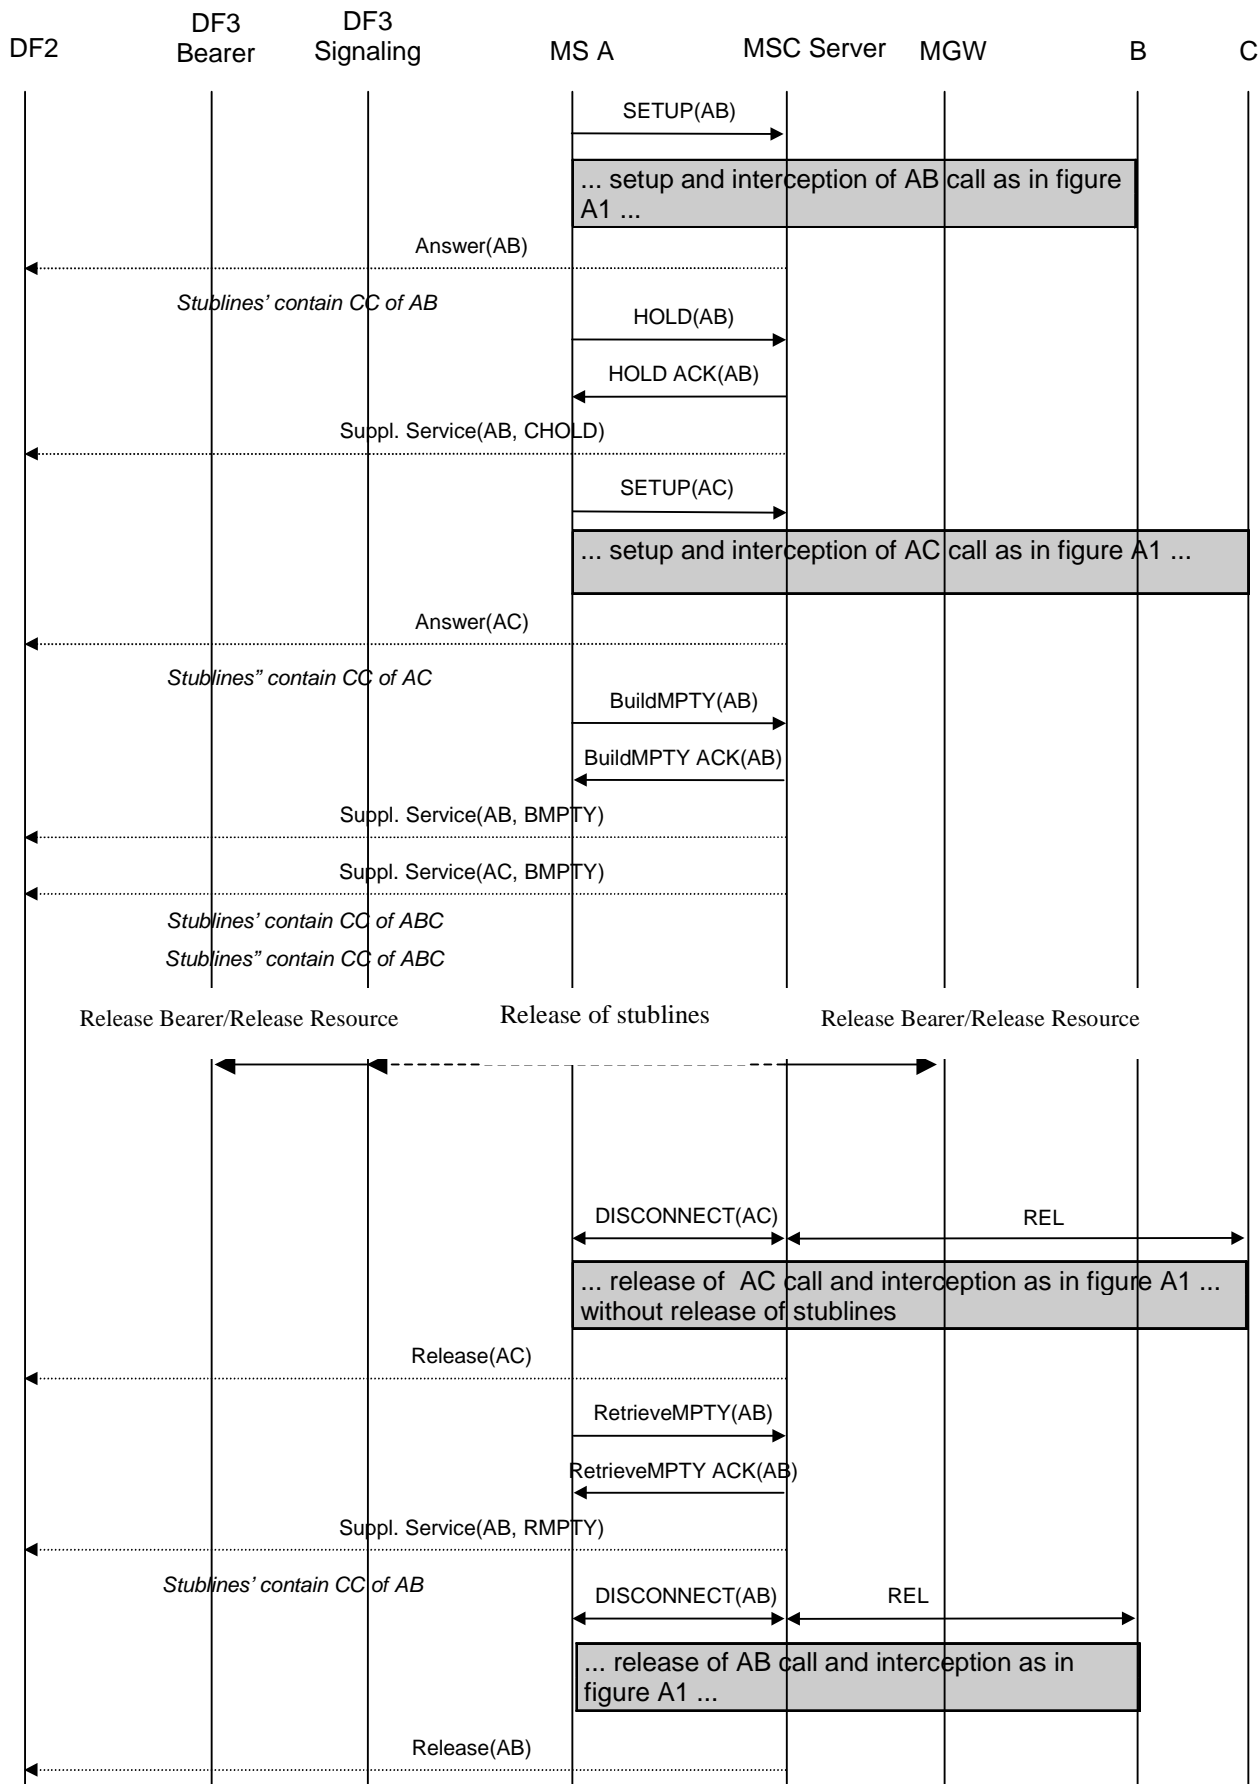 DF2
DF3
Bearer
DF3
Signaling
MS A
MSC Server
MGW
B
C
SETUP(AB)
... setup and interception of AB call as in figure
A1 ...
Answer(AB)
Stublines’ contain CC of AB
HOLD(AB)
HOLD ACK(AB)
Suppl. Service(AB, CHOLD)
SETUP(AC)
... setup and interception of AC call as in figure A1 ...
Answer(AC)
Stublines” contain CC of AC
BuildMPTY(AB)
BuildMPTY ACK(AB)
Suppl. Service(AB, BMPTY)
Suppl. Service(AC, BMPTY)
Stublines’ contain CC of ABC
Stublines” contain CC of ABC
Release Bearer/Release Resource
Release of stublines
Release Bearer/Release Resource
DISCONNECT(AC)
REL
... release of  AC call and interception as in figure A1 ...
without release of stublines
Release(AC)
RetrieveMPTY(AB)
RetrieveMPTY ACK(AB)
Suppl. Service(AB, RMPTY)
Stublines’ contain CC of AB
DISCONNECT(AB)
REL
... release of AB call and interception as in
figure A1 ...
Release(AB)